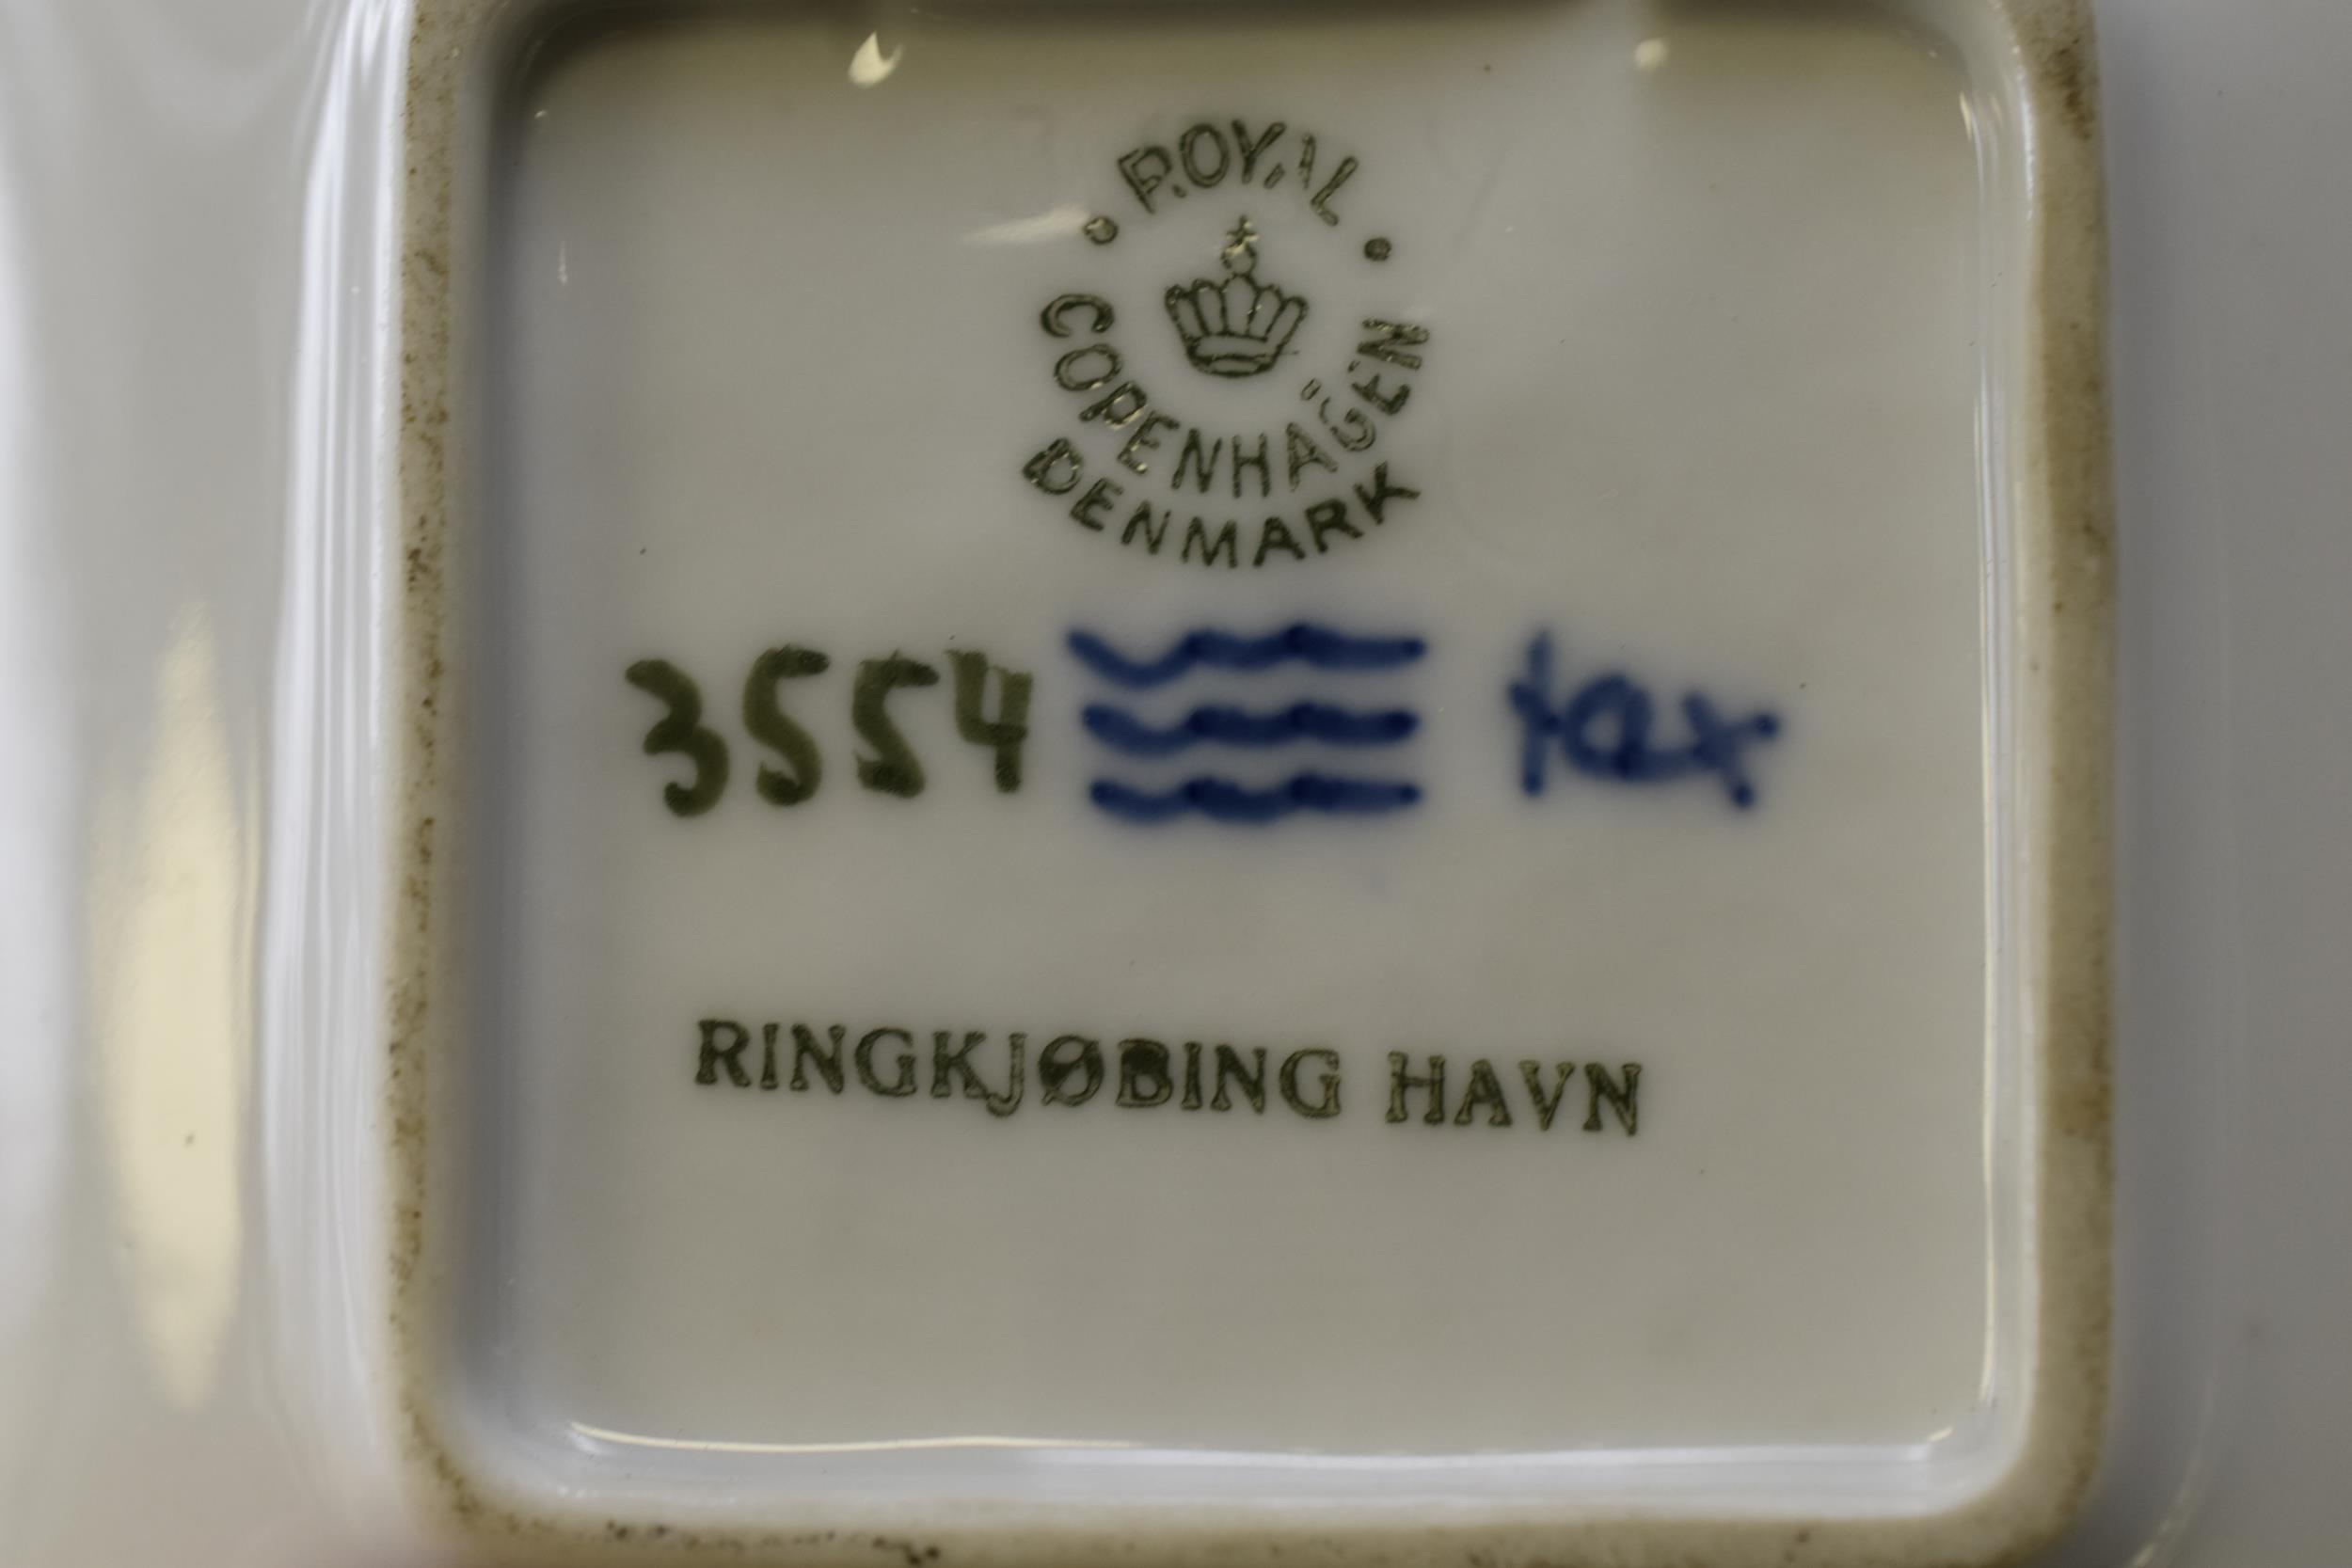 ROYAL
COPENHAGEN
DENMARK
3554
RINGKJØBING HAVN